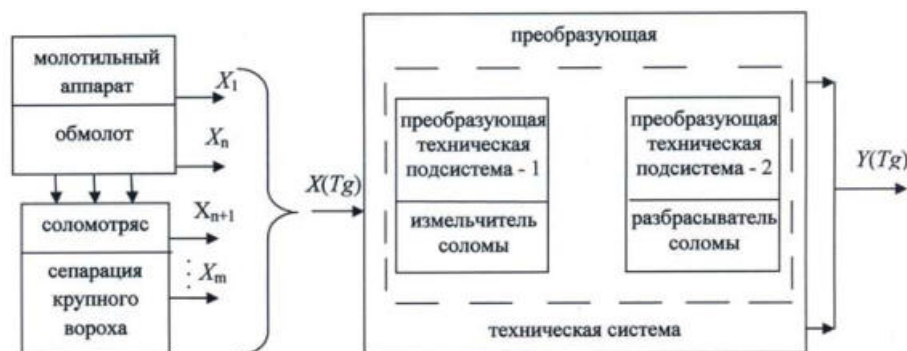 молотильный
аппарат
обмолот
соломотряс
сепарация
крупного
вороха
X1
Xn
Xn+1
Xm
X(Tg)
преобразующая
преобразующая
техническая
подсистема - 1
измельчитель
соломы
преобразующая
техническая
подсистема - 2
разбрасыватель
соломы
техническая система
Y(Tg)